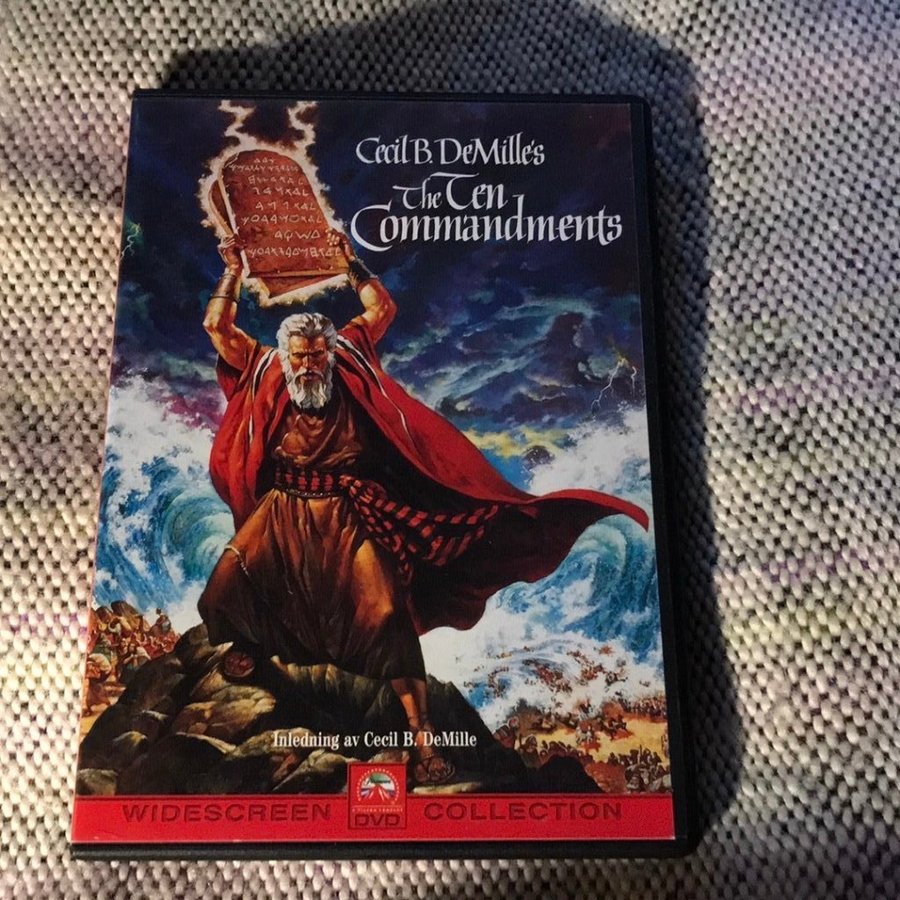 Cecil B. DeMille's
The Ten
Commandments
Inledning av Cecil B. DeMille
WIDESCREEN DVD COLLECTION